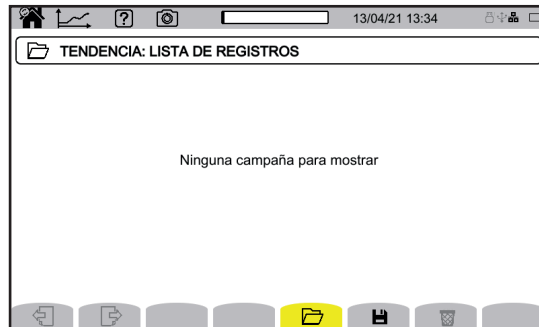 13/04/21 13:34
TENDENCIA: LISTA DE REGISTROS
Ninguna campaña para mostrar